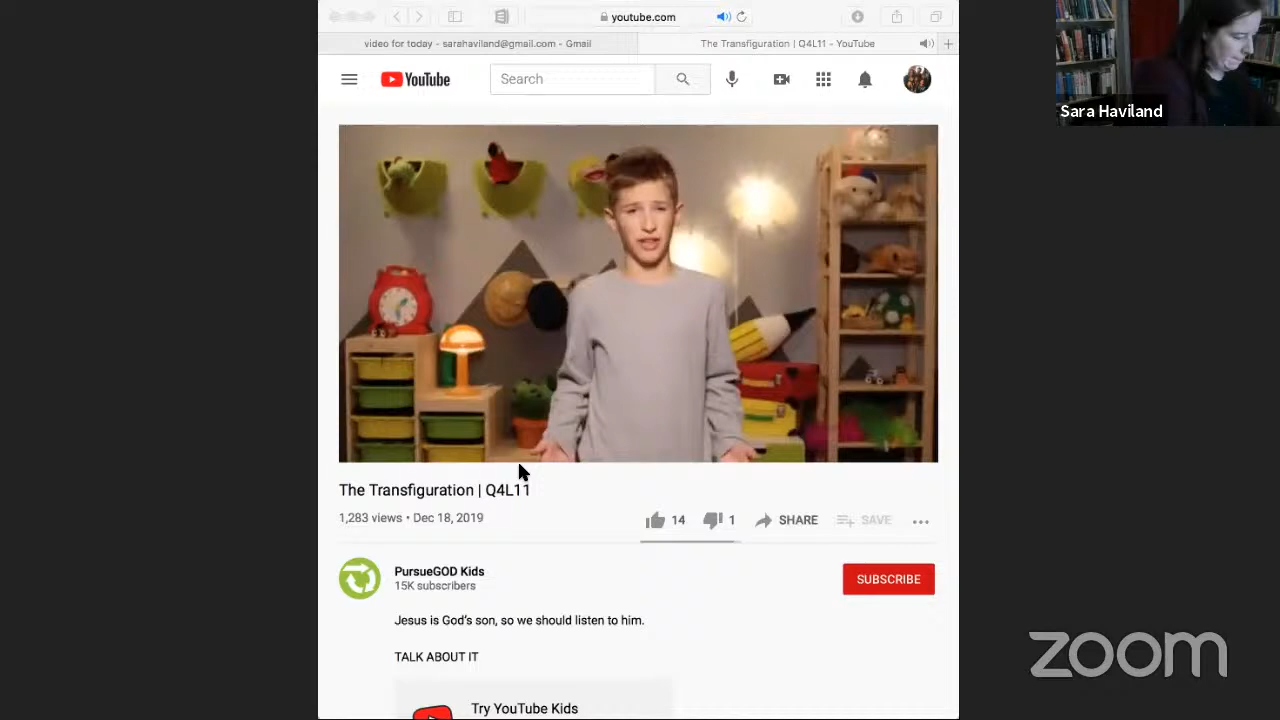 youtube.com
video for today - sarahaviland@gmail.com - Gmail
The Transfiguration | Q4L11 - YouTube
YouTube
Search
Sara Haviland
The Transfiguration | Q4L11
1,283 views • Dec 18, 2019
14
1
SHARE
SAVE
PursueGOD Kids
15K subscribers
SUBSCRIBE
Jesus is God's son, so we should listen to him.
TALK ABOUT IT
Try YouTube Kids
zoom